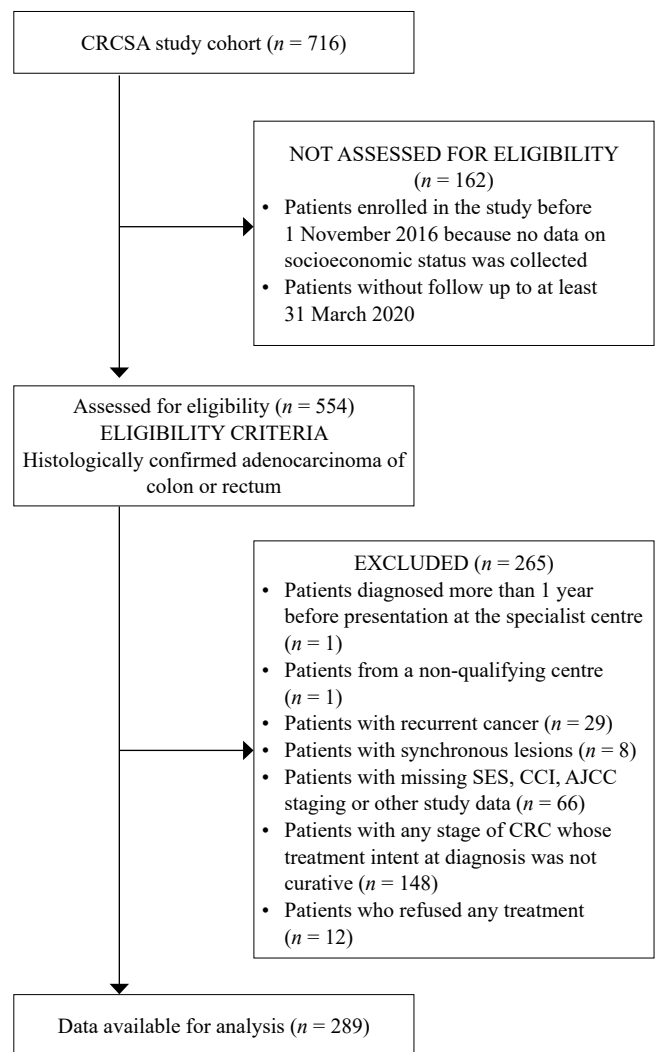 CRCSA study cohort (n = 716)
NOT ASSESSED FOR ELIGIBILITY
(n = 162)
• Patients enrolled in the study before
1 November 2016 because no data on
socioeconomic status was collected
• Patients without follow up to at least
31 March 2020
Assessed for eligibility (n = 554)
ELIGIBILITY CRITERIA
Histologically confirmed adenocarcinoma of
colon or rectum
EXCLUDED (n = 265)
• Patients diagnosed more than 1 year
before presentation at the specialist centre
(n = 1)
• Patients from a non-qualifying centre
(n = 1)
• Patients with recurrent cancer (n = 29)
• Patients with synchronous lesions (n = 8)
• Patients with missing SES, CCI, AJCC
staging or other study data (n = 66)
• Patients with any stage of CRC whose
treatment intent at diagnosis was not
curative (n = 148)
• Patients who refused any treatment
(n = 12)
Data available for analysis (n = 289)